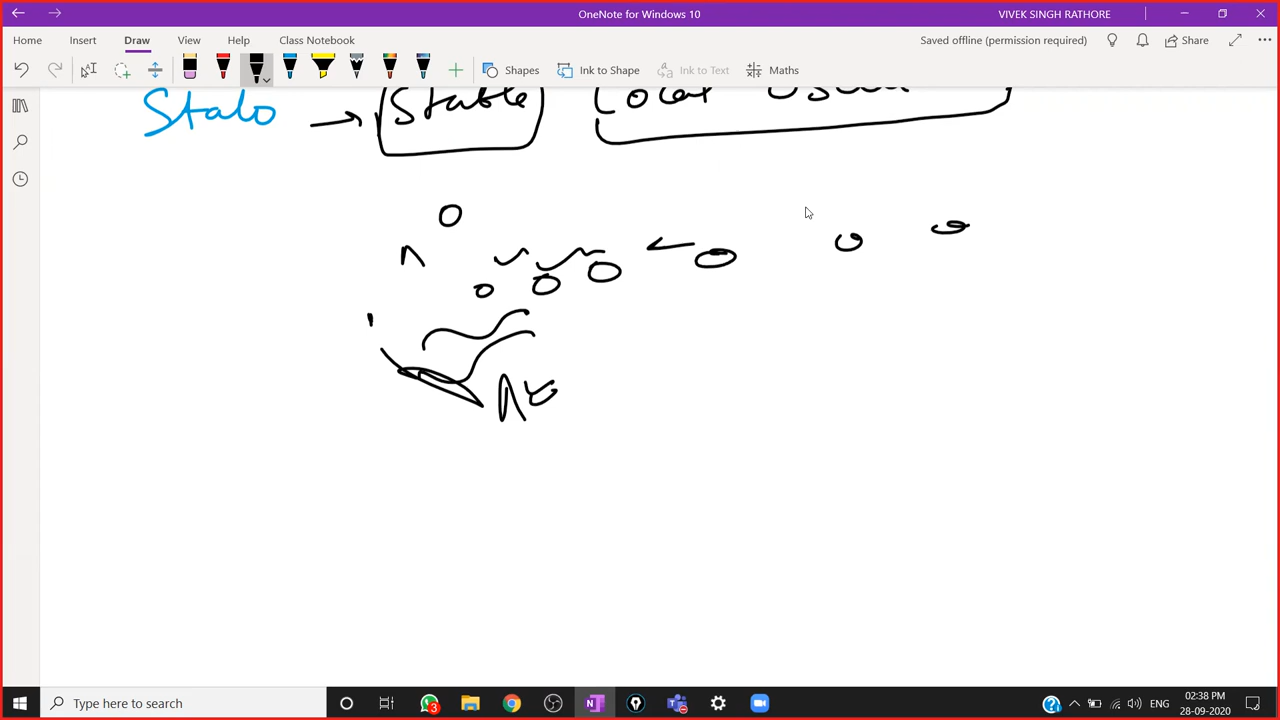 OneNote for Windows 10
VIVEK SINGH RATHORE
Home Insert Draw View Help Class Notebook
Saved offline (permission required) Share
Shapes Ink to Shape Ink to Text Maths
Stalo → Stable Local
Type here to search
3
ENG
02:38 PM
28-09-2020